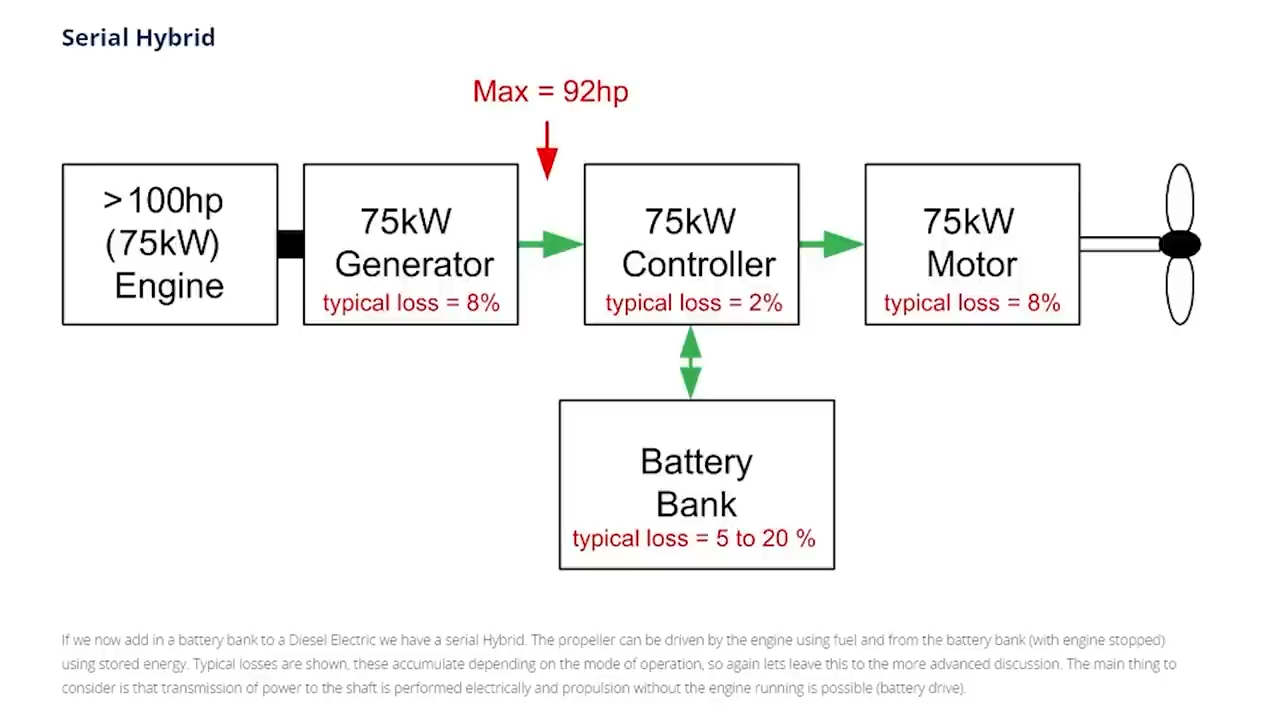 Serial Hybrid
Max = 92hp
>100hp
(75kW)
Engine
75kW
Generator
typical loss = 8%
75kW
Controller
typical loss = 2%
75kW
Motor
typical loss = 8%
Battery
Bank
typical loss = 5 to 20 %
If we now add in a battery bank to a Diesel Electric we have a serial Hybrid. The propeller can be driven by the engine using fuel and from the battery bank (with engine stopped)
using stored energy. Typical losses are shown, these accumulate depending on the mode of operation, so again lets leave this to the more advanced discussion. The main thing to
consider is that transmission of power to the shaft is performed electrically and propulsion without the engine running is possible (battery drive).